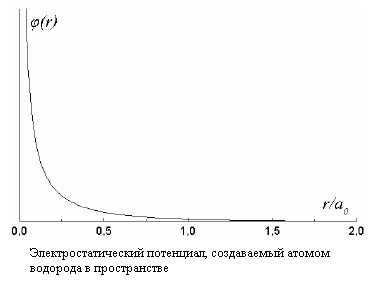 φ(r)
r/a₀
0.0 0.5 1.0 1.5 2.0
Электростатический потенциал, создаваемый атомом
водорода в пространстве